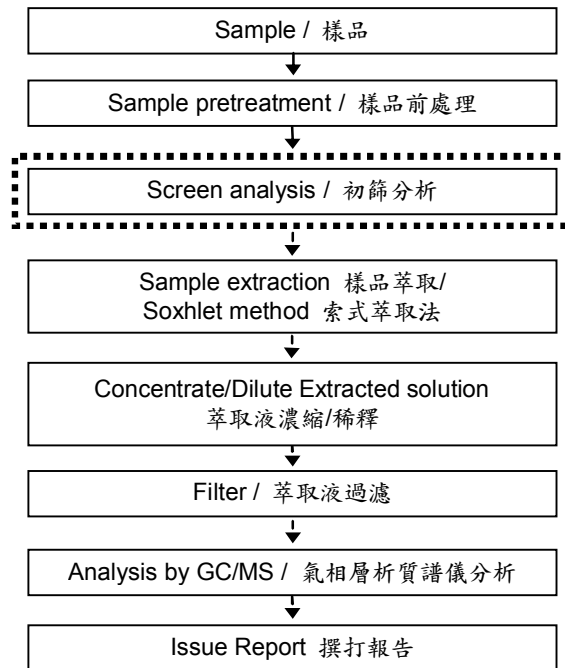 Sample / 樣品
Sample pretreatment / 樣品前處理
Screen analysis / 初篩分析
Sample extraction 樣品萃取/
Soxhlet method 索式萃取法
Concentrate/Dilute Extracted solution
萃取液濃縮/稀釋
Filter / 萃取液過濾
Analysis by GC/MS / 氣相層析質譜儀分析
Issue Report 撰打報告